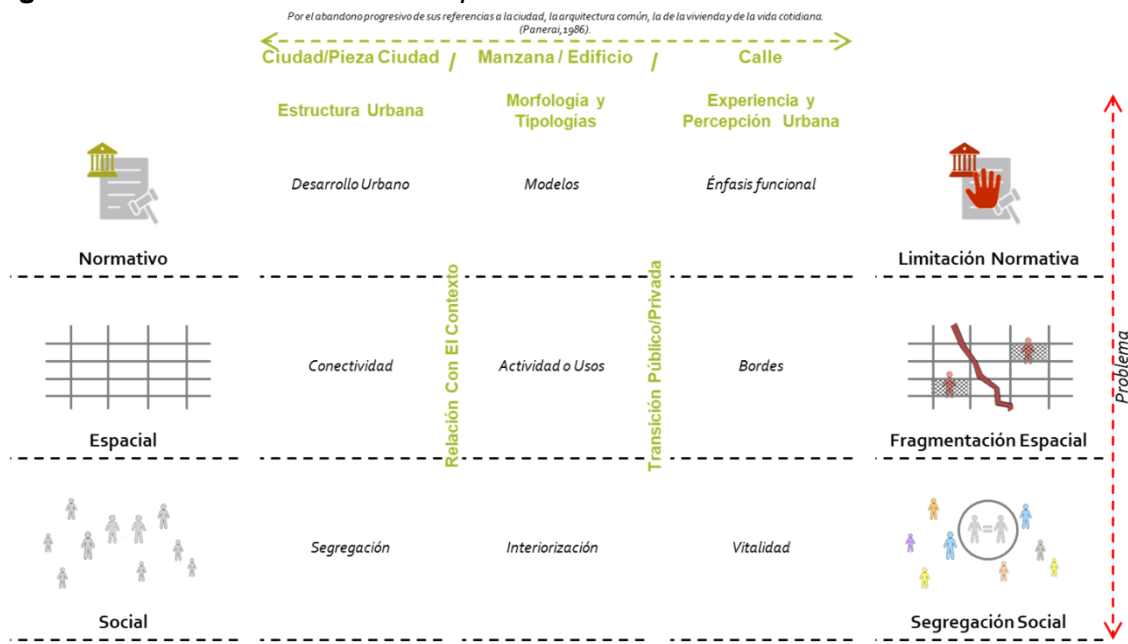 Por el abandono progresivo de sus referencias a la ciudad, la arquitectura común, la de la vivienda y de la vida cotidiana.
(Panerai,1986).
Ciudad/Pieza Ciudad / Manzana / Edificio / Calle
Estructura Urbana
Morfología y
Tipologías
Experiencia y
Percepción Urbana
Desarrollo Urbano
Modelos
Énfasis funcional
Normativo
Limitación Normativa
Relación Con El Contexto
Transición Público/Privada
Conectividad
Actividad o Usos
Bordes
Problema
Espacial
Fragmentación Espacial
Segregación
Interiorización
Vitalidad
Social
Segregación Social